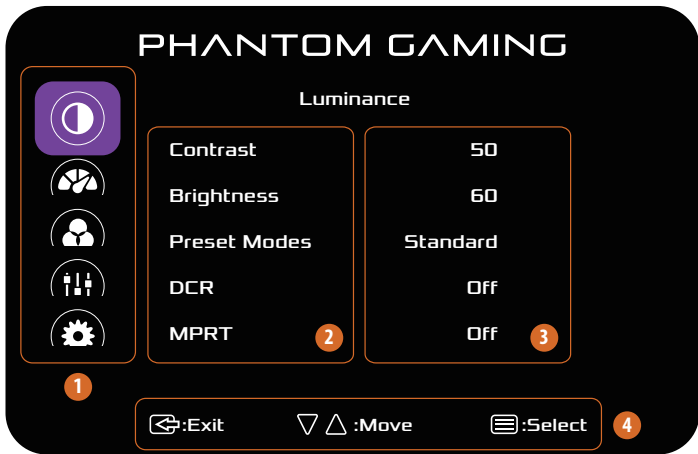 PHANTOM GAMING
Luminance
Contrast 50
Brightness 60
Preset Modes Standard
DCR Off
MPRT 2 Off 3
1
:Exit :Move :Select 4